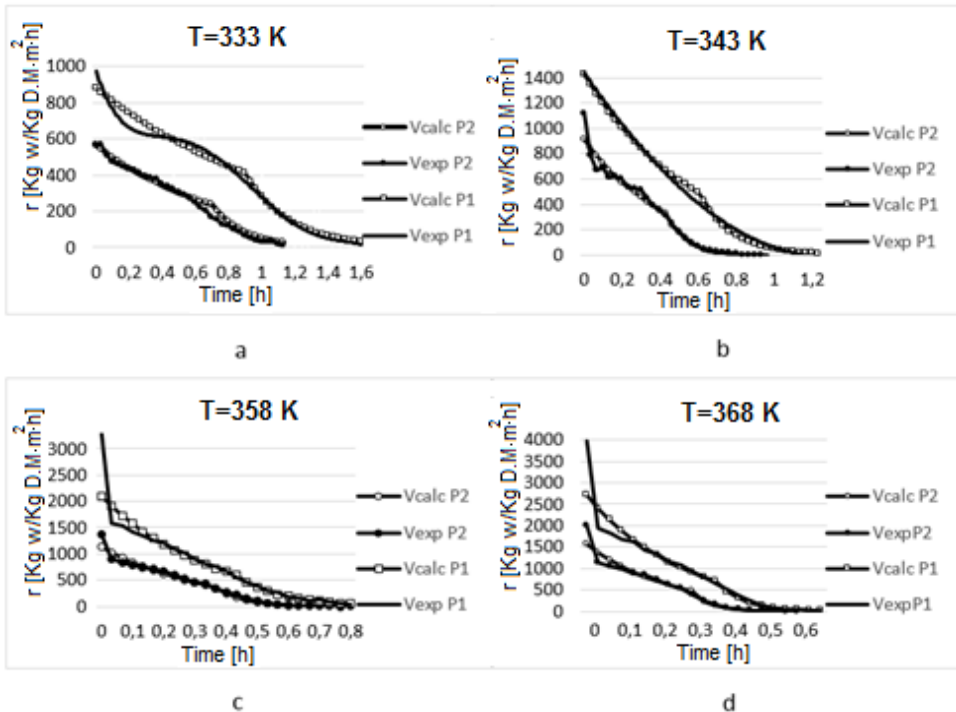 T=333 K
r [Kg w/Kg D.M·m·h]
2
1000
800
600
400
200
0
0 0,2 0,4 0,6 0,8 1 1,2 1,4 1,6
Time [h]
Vcalc P2
Vexp P2
Vcalc P1
Vexp P1
a
T=343 K
r [Kg w/Kg D.M·m·h]
2
1400
1200
1000
800
600
400
200
0
0 0,2 0,4 0,6 0,8 1 1,2
Time [h]
Vcalc P2
Vexp P2
Vcalc P1
Vexp P1
b
T=358 K
r [Kg w/Kg D.M·m·h]
2
3000
2500
2000
1500
1000
500
0
0 0,1 0,2 0,3 0,4 0,5 0,6 0,7 0,8
Time [h]
Vcalc P2
Vexp P2
Vcalc P1
Vexp P1
c
T=368 K
r [Kg w/Kg D.M·m·h]
2
4000
3500
3000
2500
2000
1500
1000
500
0
0 0,1 0,2 0,3 0,4 0,5 0,6
Time [h]
Vcalc P2
VexpP2
Vcalc P1
VexpP1
d